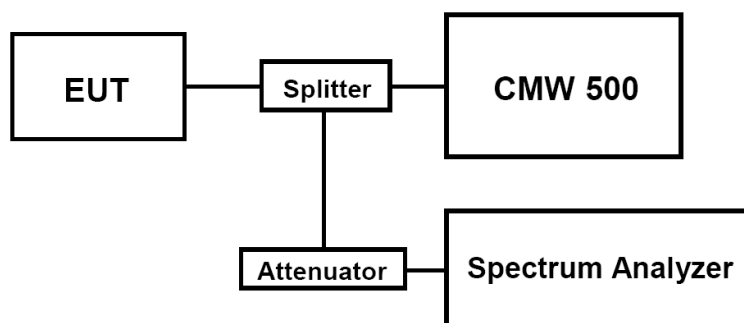 EUT
Splitter
CMW 500
Attenuator
Spectrum Analyzer